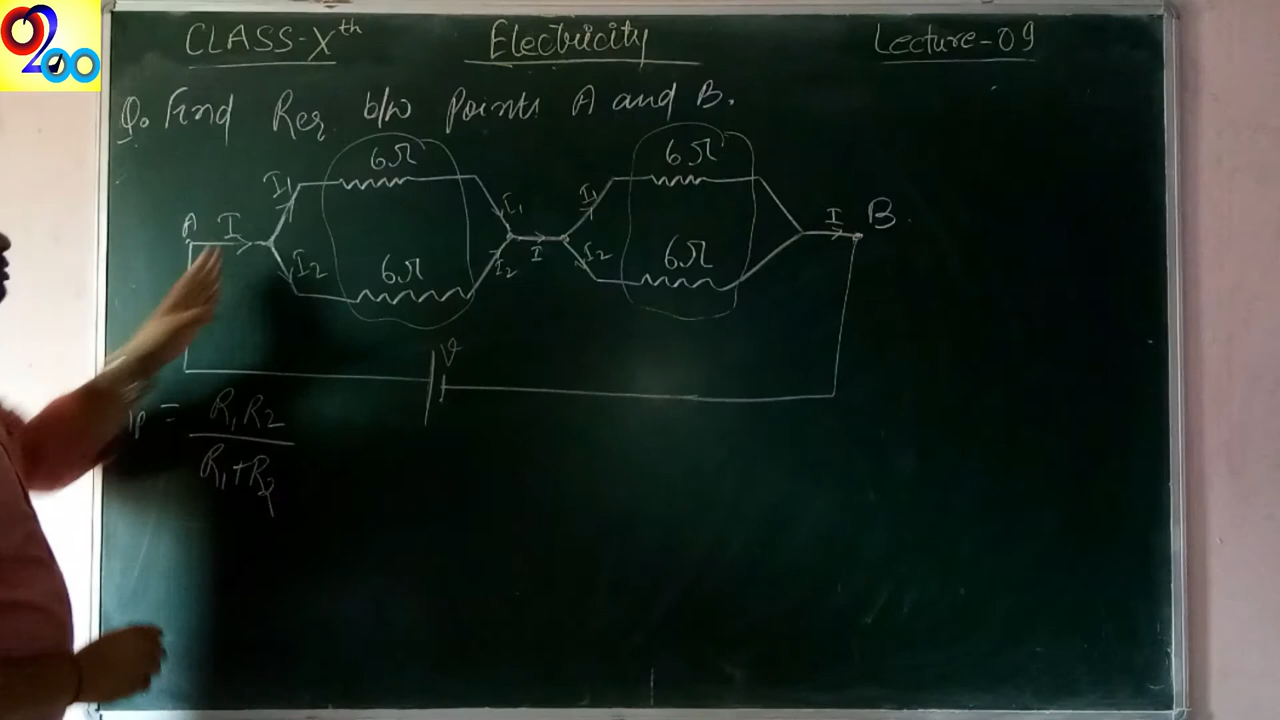 0200
CLASS-Xth Electricity Lecture-09
Q. Find Req b/w Points A and B.
6Ω 6Ω
I1 I1 I1
A I I B.
I2 6Ω I2 I I2 6Ω
V
p = R1R2
R1+R2